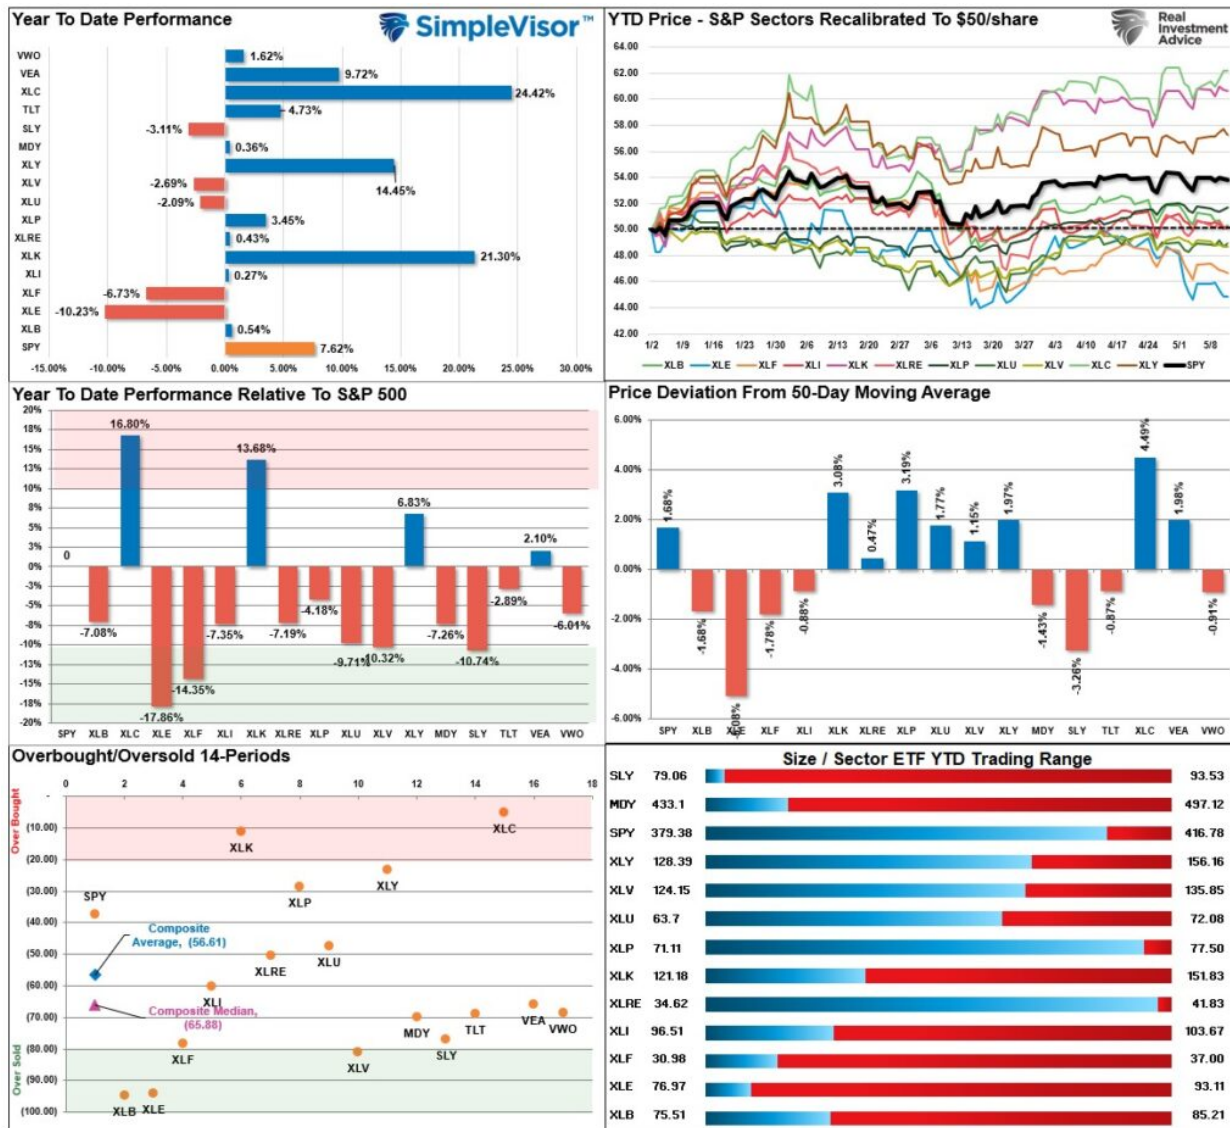 Year To Date Performance
SimpleVisor™
VWO
1.62%
VEA
9.72%
XLC
24.42%
TLT
4.73%
SLY
-3.11%
MDY
0.36%
XLY
14.45%
XLV
-2.69%
XLU
-2.09%
XLP
3.45%
XLRE
0.43%
XLK
21.30%
XLI
0.27%
XLF
-6.73%
XLE
-10.23%
XLB
0.54%
SPY
7.62%
-15.00% -10.00% -5.00% 0.00% 5.00% 10.00% 15.00% 20.00% 25.00% 30.00%
YTD Price - S&P Sectors Recalibrated To $50/share
Real
Investment
Advice
64.00
62.00
60.00
58.00
56.00
54.00
52.00
50.00
48.00
46.00
44.00
42.00
1/2 1/9 1/16 1/23 1/30 2/6 2/13 2/20 2/27 3/6 3/13 3/20 3/27 4/3 4/10 4/17 4/24 5/1 5/8
XLB XLE XLF XLI XLK XLRE XLP XLU XLV XLC XLY SPY
Year To Date Performance Relative To S&P 500
20%
18%
15%
13%
10%
8%
5%
3%
0%
-3%
-5%
-8%
-10%
-13%
-15%
-18%
-20%
0
-7.08%
16.80%
-17.86%
-14.35%
-7.35%
13.68%
-7.19%
-4.18%
-9.71%
-10.32%
6.83%
-7.26%
-10.74%
-2.89%
2.10%
-6.01%
SPY XLB XLC XLE XLF XLI XLK XLRE XLP XLU XLV XLY MDY SLY TLT VEA VWO
Price Deviation From 50-Day Moving Average
6.00%
4.00%
2.00%
0.00%
-2.00%
-4.00%
-6.00%
1.68%
-1.68%
-5.08%
-1.78%
-0.88%
3.08%
0.47%
3.19%
1.77%
1.15%
1.97%
-1.43%
-3.26%
-0.87%
4.49%
1.98%
-0.91%
SPY XLB XLE XLF XLI XLK XLRE XLP XLU XLV XLY MDY SLY TLT XLC VEA VWO
Overbought/Oversold 14-Periods
0 2 4 6 8 10 12 14 16 18
-
(10.00)
(20.00)
(30.00)
(40.00)
(50.00)
(60.00)
(70.00)
(80.00)
(90.00)
(100.00)
Over Bought
Over Sold
XLC
XLK
XLY
XLP
SPY
Composite
Average, (56.61)
XLU
XLRE
XLI
Composite Median,
(65.88)
VEA
VWO
TLT
MDY
SLY
XLF
XLV
XLB
XLE
Size / Sector ETF YTD Trading Range
SLY 79.06 93.53
MDY 433.1 497.12
SPY 379.38 416.78
XLY 128.39 156.16
XLV 124.15 135.85
XLU 63.7 72.08
XLP 71.11 77.50
XLK 121.18 151.83
XLRE 34.62 41.83
XLI 96.51 103.67
XLF 30.98 37.00
XLE 76.97 93.11
XLB 75.51 85.21